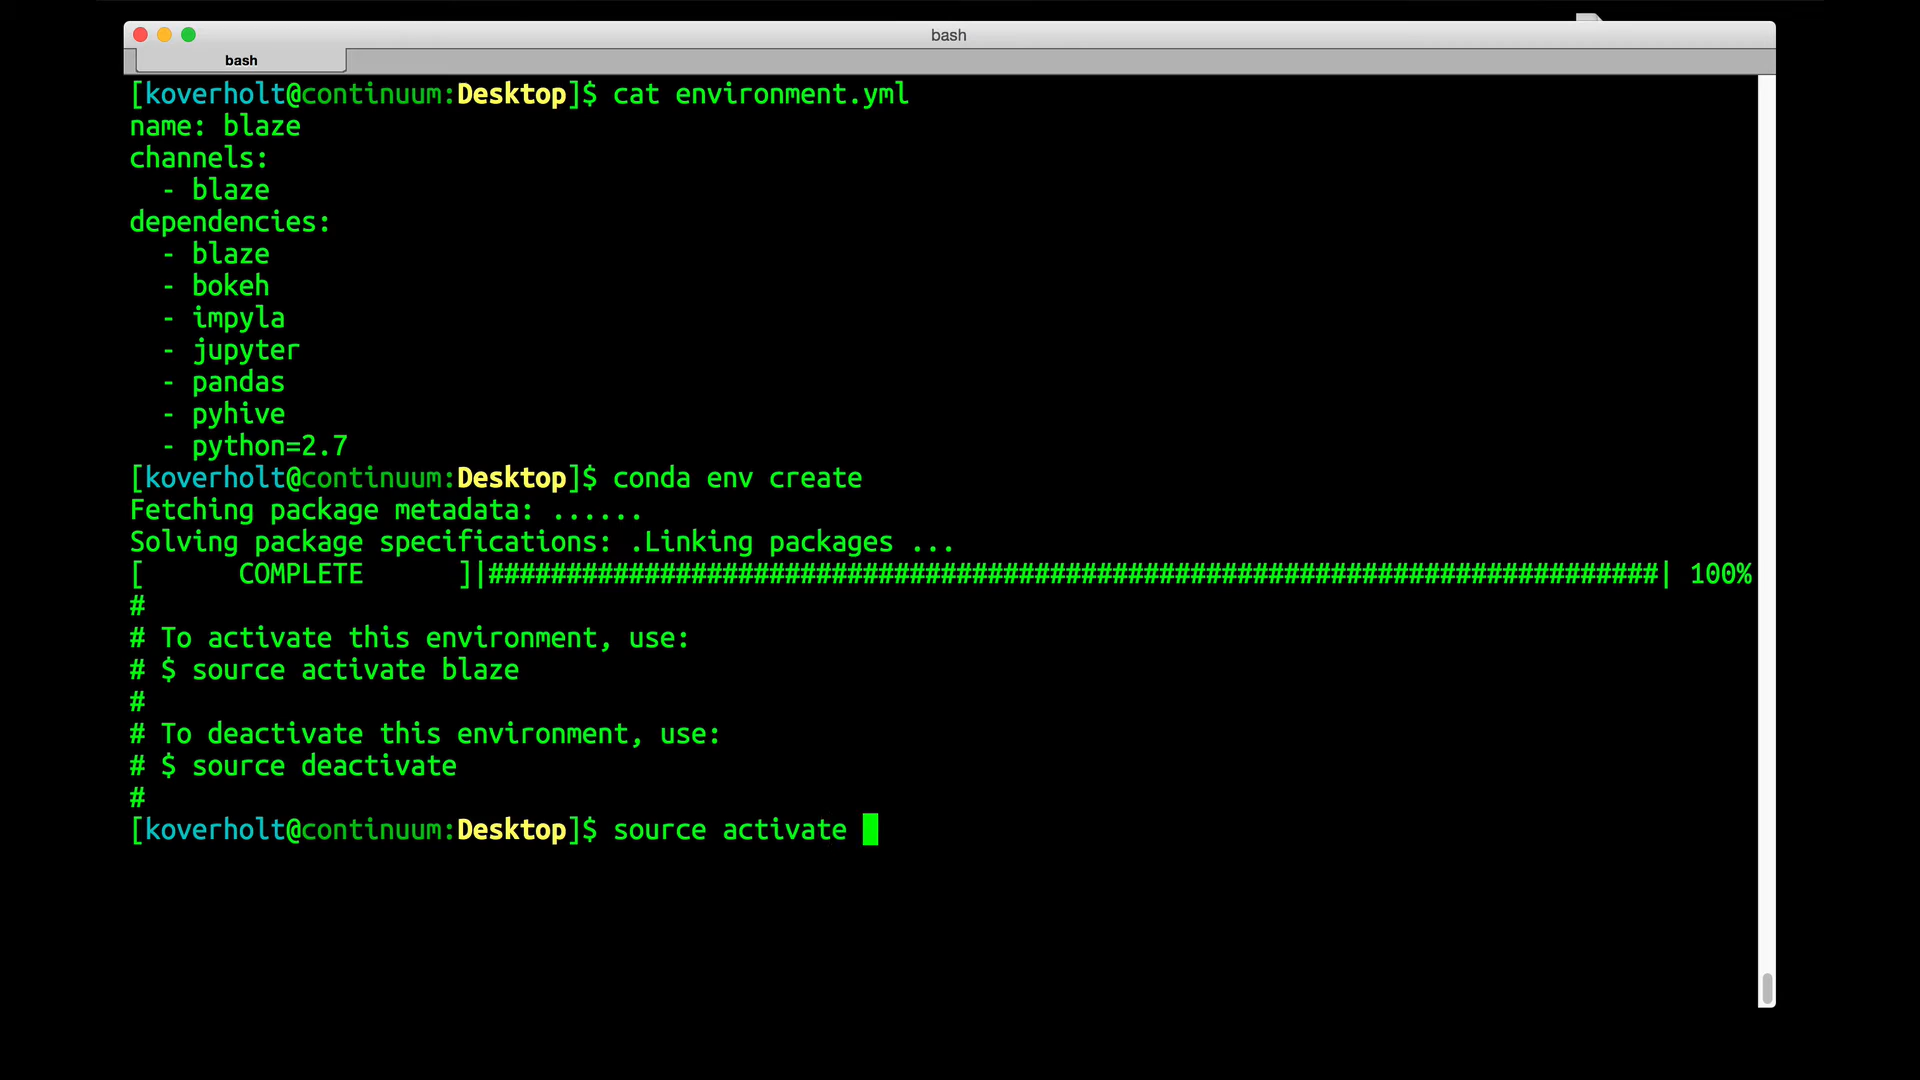 bash
bash
[koverholt@continuum:Desktop]$ cat environment.yml
name: blaze
channels:
  - blaze
dependencies:
  - blaze
  - bokeh
  - impyla
  - jupyter
  - pandas
  - pyhive
  - python=2.7
[koverholt@continuum:Desktop]$ conda env create
Fetching package metadata: ......
Solving package specifications: .Linking packages ...
[      COMPLETE      ]|###########################################################################| 100%
#
# To activate this environment, use:
# $ source activate blaze
#
# To deactivate this environment, use:
# $ source deactivate
#
[koverholt@continuum:Desktop]$ source activate